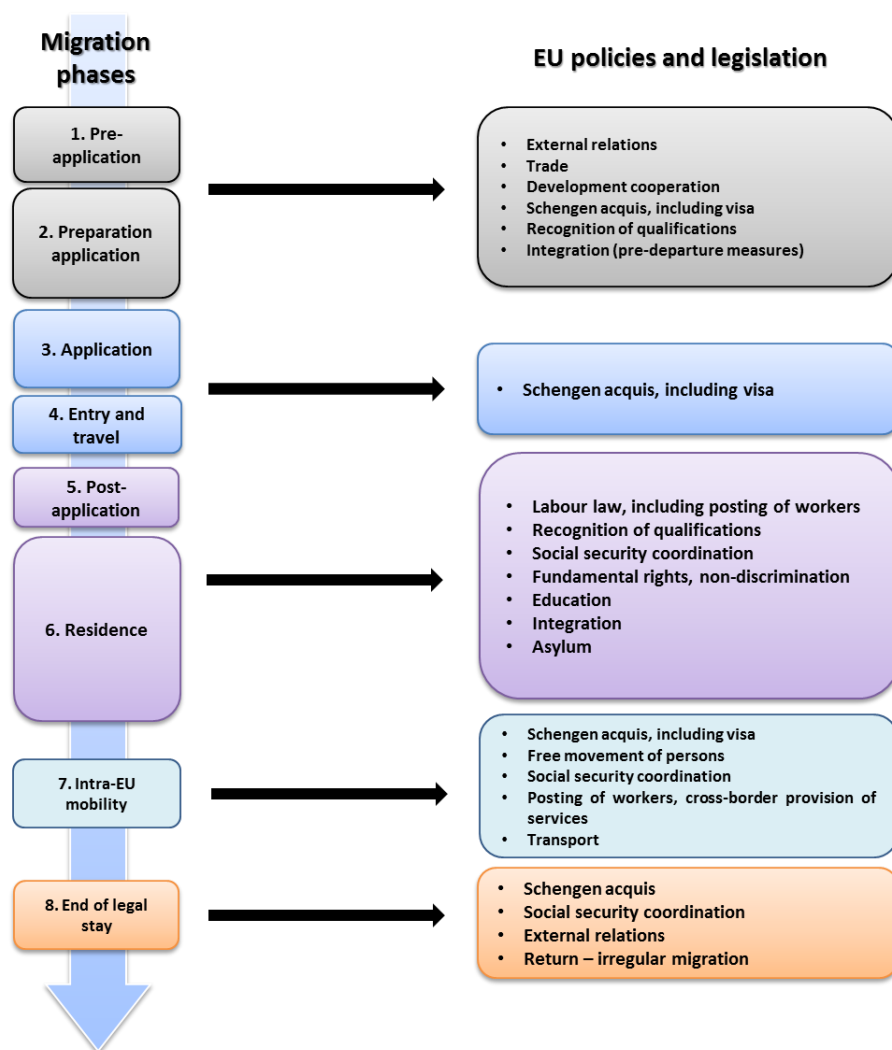 Migration
phases
EU policies and legislation
1. Pre-
application
2. Preparation
application
• External relations
• Trade
• Development cooperation
• Schengen acquis, including visa
• Recognition of qualifications
• Integration (pre-departure measures)
3. Application
4. Entry and
travel
• Schengen acquis, including visa
5. Post-
application
6. Residence
• Labour law, including posting of workers
• Recognition of qualifications
• Social security coordination
• Fundamental rights, non-discrimination
• Education
• Integration
• Asylum
7. Intra-EU
mobility
• Schengen acquis, including visa
• Free movement of persons
• Social security coordination
• Posting of workers, cross-border provision of
services
• Transport
8. End of legal
stay
• Schengen acquis
• Social security coordination
• External relations
• Return – irregular migration